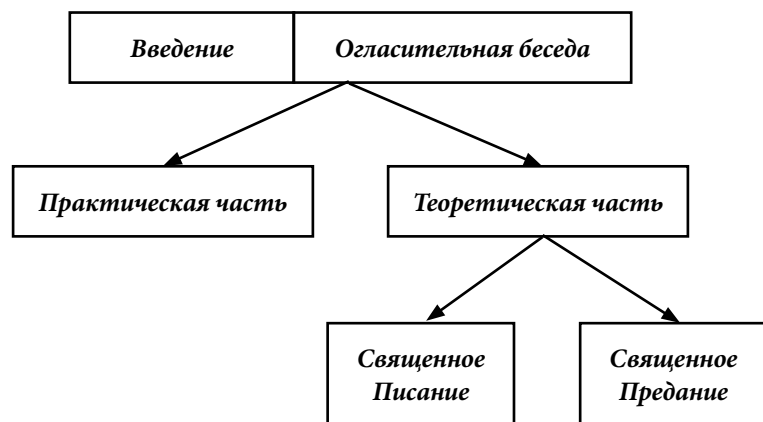 Введение
Огласительная беседа
Практическая часть
Теоретическая часть
Священное
Писание
Священное
Предание